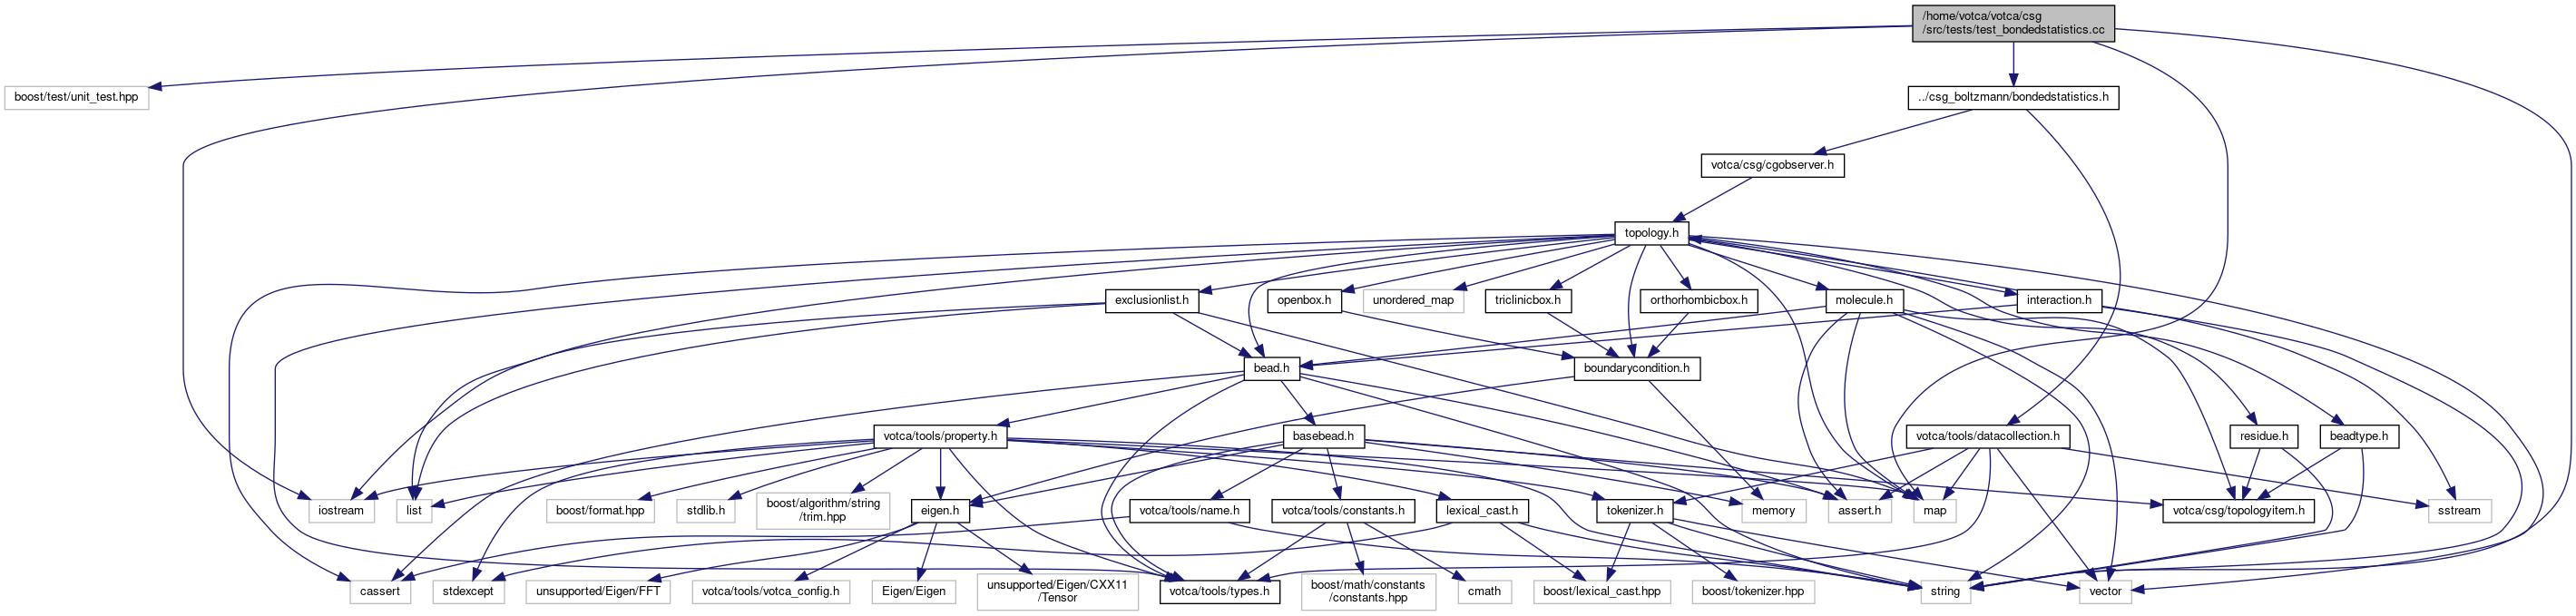 /home/votca/votca/csg
/src/tests/test_bondedstatistics.cc
boost/test/unit_test.hpp
../csg_boltzmann/bondedstatistics.h
votca/csg/cgobserver.h
topology.h
exclusionlist.h
openbox.h
unordered_map
triclinicbox.h
orthorhombicbox.h
molecule.h
interaction.h
bead.h
boundarycondition.h
votca/tools/property.h
basebead.h
votca/tools/datacollection.h
residue.h
beadtype.h
iostream
list
boost/format.hpp
stdlib.h
boost/algorithm/string
/trim.hpp
eigen.h
votca/tools/name.h
votca/tools/constants.h
lexical_cast.h
tokenizer.h
memory
assert.h
map
votca/csg/topologyitem.h
sstream
cassert
stdexcept
unsupported/Eigen/FFT
votca/tools/votca_config.h
Eigen/Eigen
unsupported/Eigen/CXX11
/Tensor
votca/tools/types.h
boost/math/constants
/constants.hpp
cmath
boost/lexical_cast.hpp
boost/tokenizer.hpp
string
vector